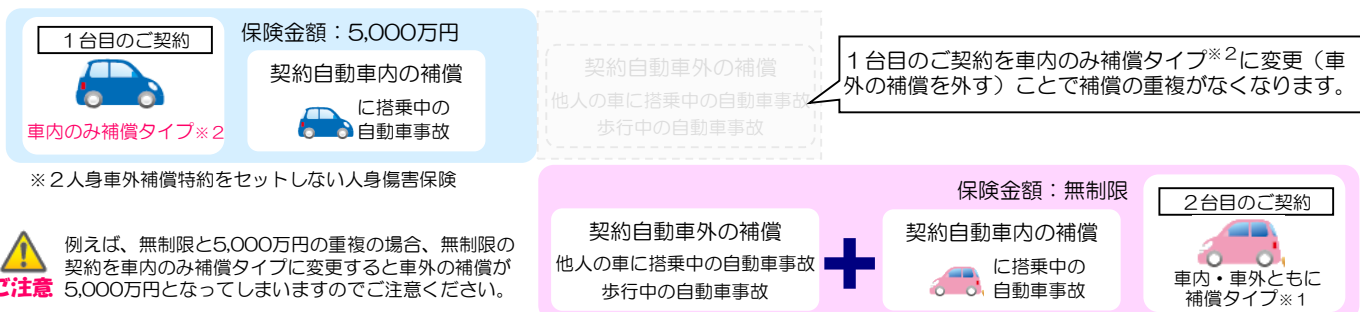 1台目のご契約
保険金額：5,000万円
車内のみ補償タイプ※2
契約自動車内の補償
に搭乗中の
自動車事故
契約自動車外の補償
他人の車に搭乗中の自動車事故
歩行中の自動車事故
1台目のご契約を車内のみ補償タイプ※2に変更（車
外の補償を外す）ことで補償の重複がなくなります。
※2人身車外補償特約をセットしない人身傷害保険
ご注意
例えば、無制限と5,000万円の重複の場合、無制限の
契約を車内のみ補償タイプに変更すると車外の補償が
5,000万円となってしまいますのでご注意ください。
保険金額：無制限
契約自動車外の補償
他人の車に搭乗中の自動車事故
歩行中の自動車事故
契約自動車内の補償
に搭乗中の
自動車事故
2台目のご契約
車内・車外ともに
補償タイプ※1